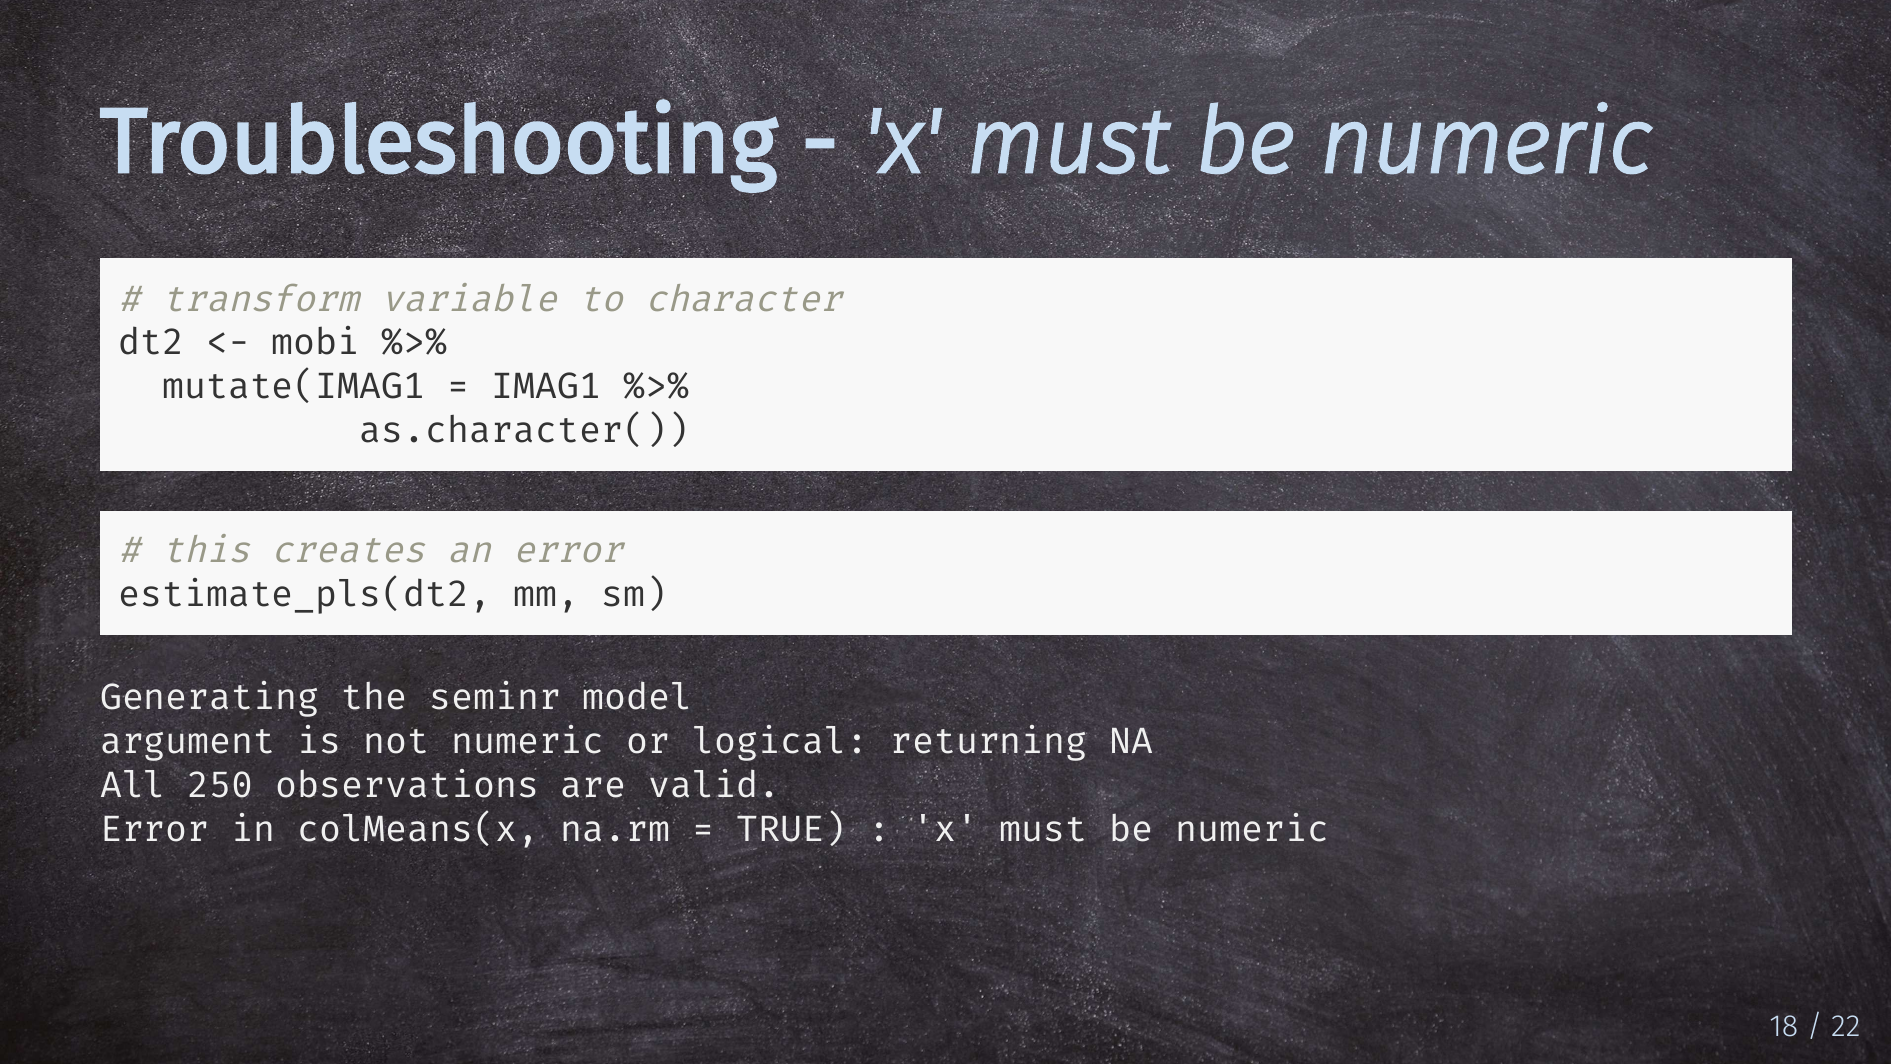 Troubleshooting - 'x' must be numeric
# transform variable to character
dt2 <- mobi %>%
  mutate(IMAG1 = IMAG1 %>%
           as.character())
# this creates an error
estimate_pls(dt2, mm, sm)
Generating the seminr model
argument is not numeric or logical: returning NA
All 250 observations are valid.
Error in colMeans(x, na.rm = TRUE) : 'x' must be numeric
18 / 22